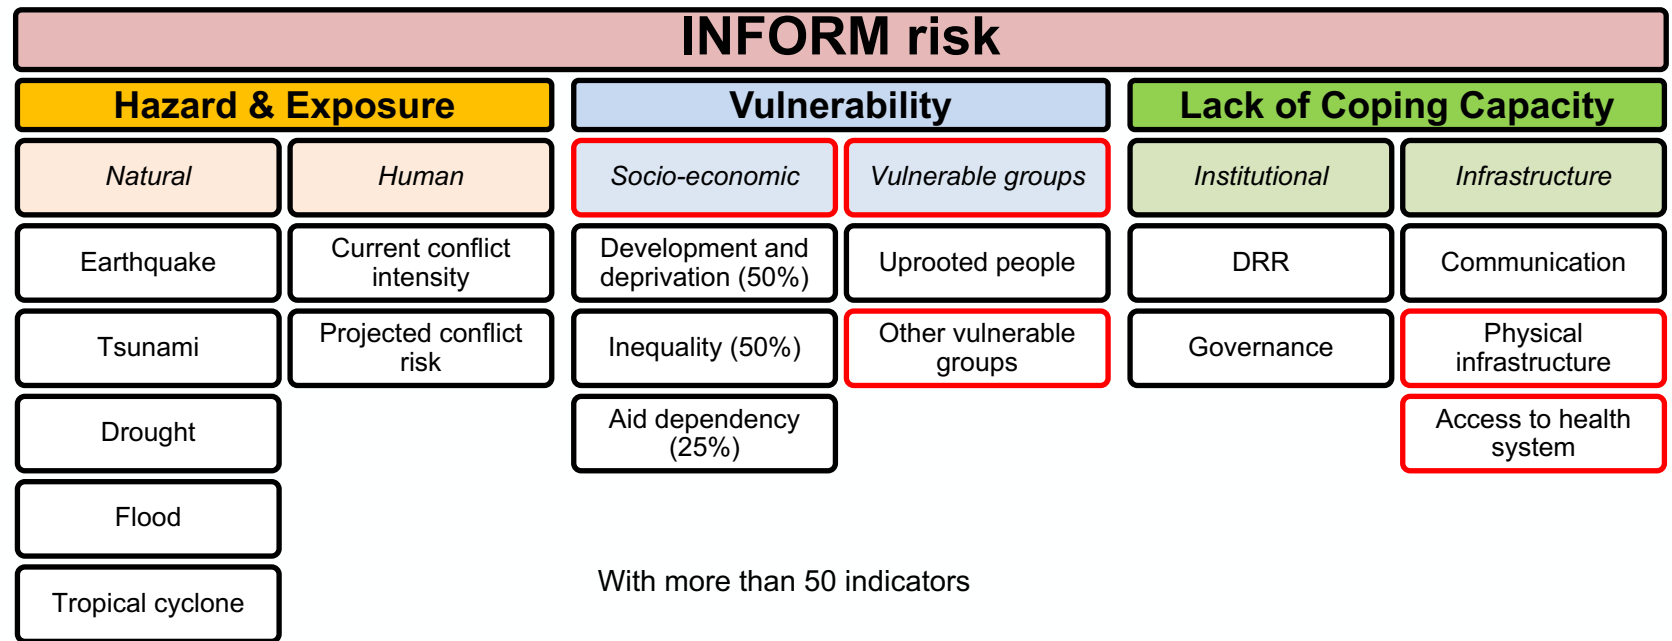 INFORM risk
Hazard & Exposure
Vulnerability
Lack of Coping Capacity
Natural
Human
Socio-economic
Vulnerable groups
Institutional
Infrastructure
Earthquake
Current conflict
intensity
Development and
deprivation (50%)
Uprooted people
DRR
Communication
Tsunami
Projected conflict
risk
Inequality (50%)
Other vulnerable
groups
Governance
Physical
infrastructure
Drought
Aid dependency
(25%)
Access to health
system
Flood
With more than 50 indicators
Tropical cyclone